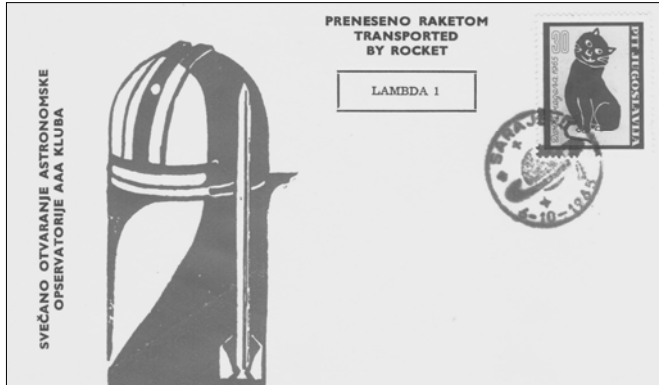 PRENESENO RAKETOM
TRANSPORTED
BY ROCKET
LAMBDA 1
SVEČANO OTVARANJE ASTRONOMSKE
OPSERVATORIJE AAA KLUBA
30
PTT JUGOSLAVIJA
SARAJEVO
4-10-1965